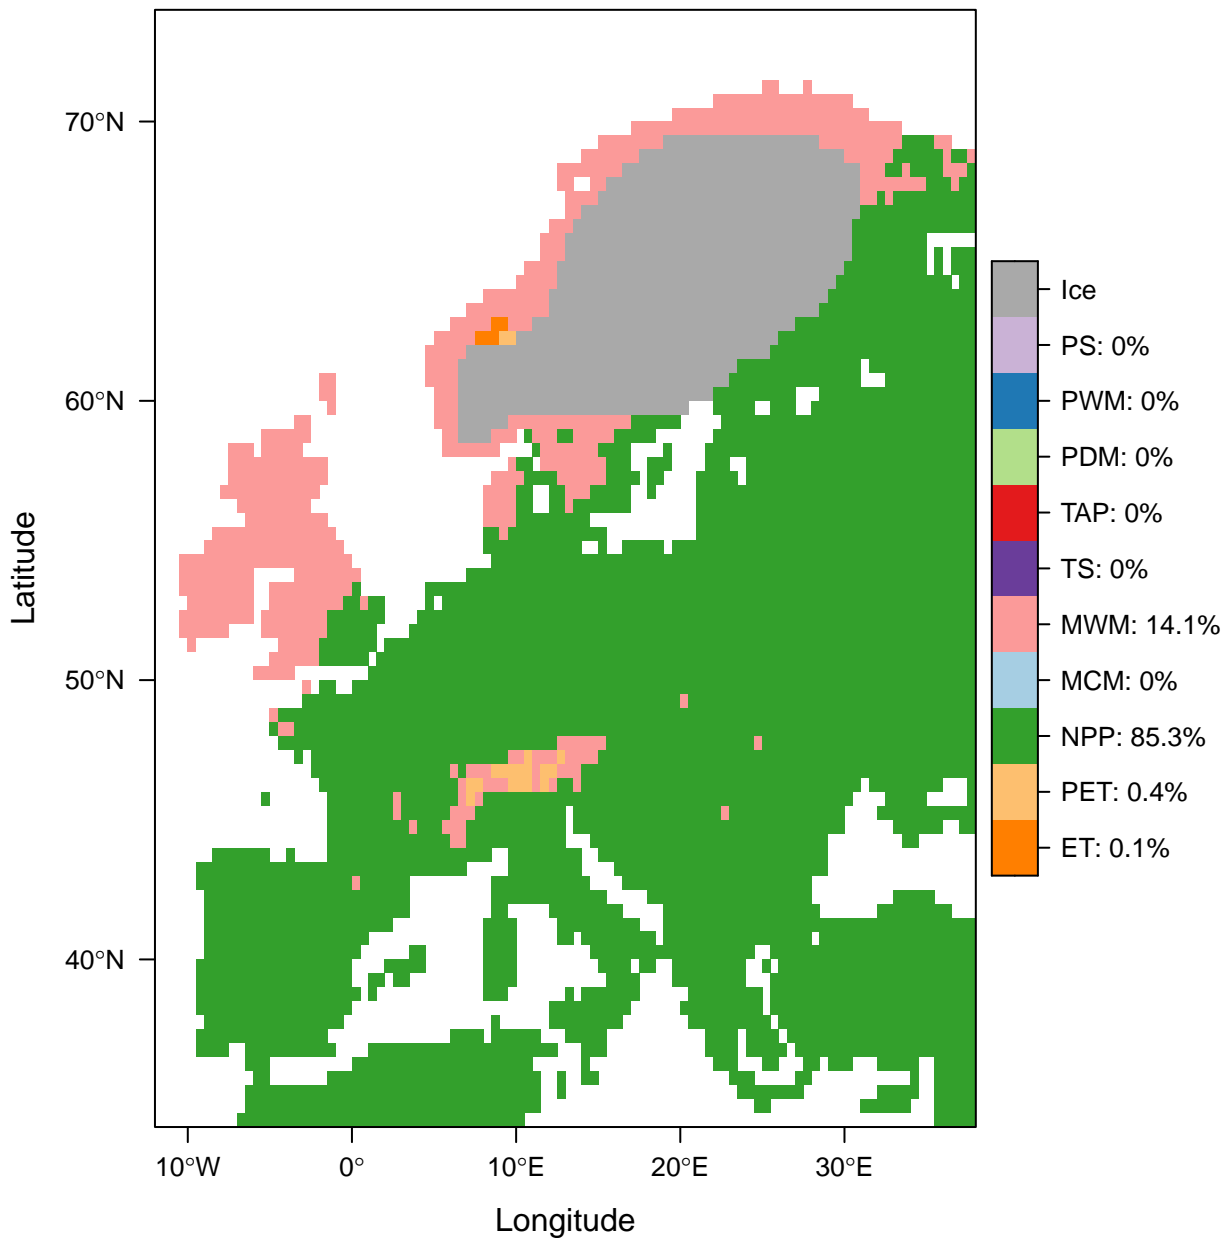 70°N
60°N
50°N
40°N
Latitude
10°W
0°
10°E
20°E
30°E
Longitude
Ice
PS: 0%
PWM: 0%
PDM: 0%
TAP: 0%
TS: 0%
MWM: 14.1%
MCM: 0%
NPP: 85.3%
PET: 0.4%
ET: 0.1%